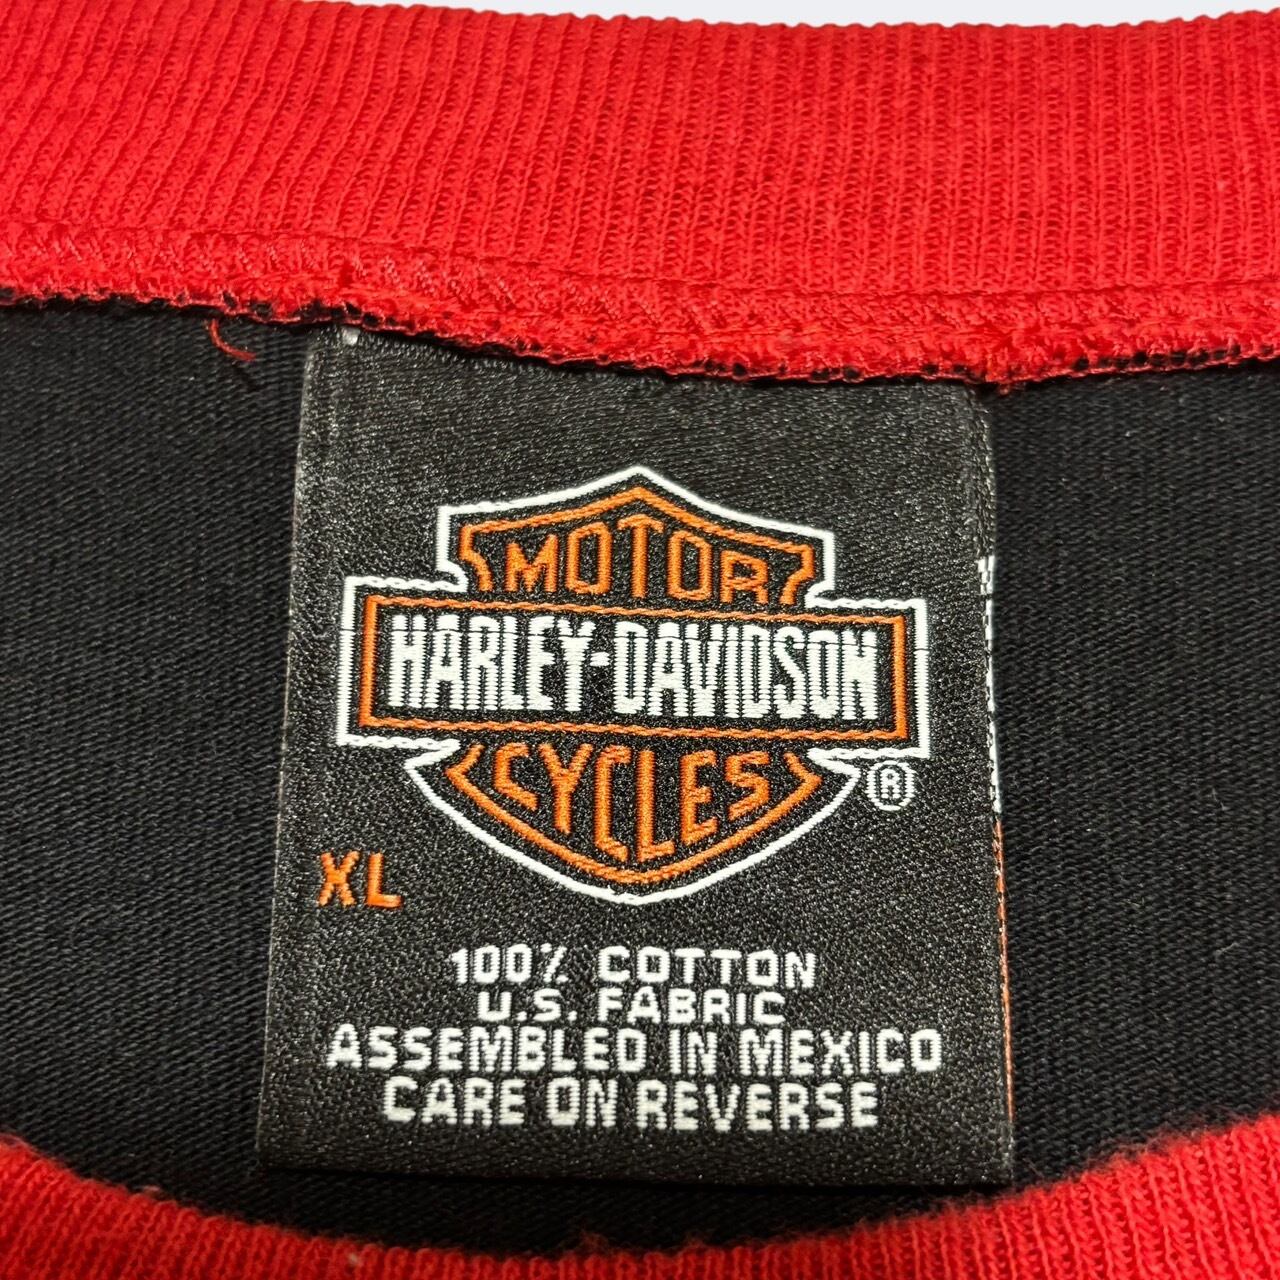 MOTOR
HARLEY-DAVIDSON
CYCLES
®
XL
100% COTTON
U.S. FABRIC
ASSEMBLED IN MEXICO
CARE ON REVERSE